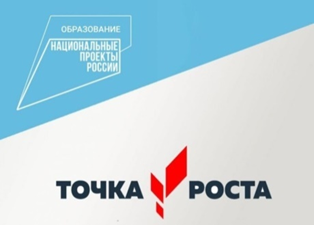 ОБРАЗОВАНИЕ
НАЦИОНАЛЬНЫЕ
ПРОЕКТЫ
РОССИИ
ТОЧКА РОСТА